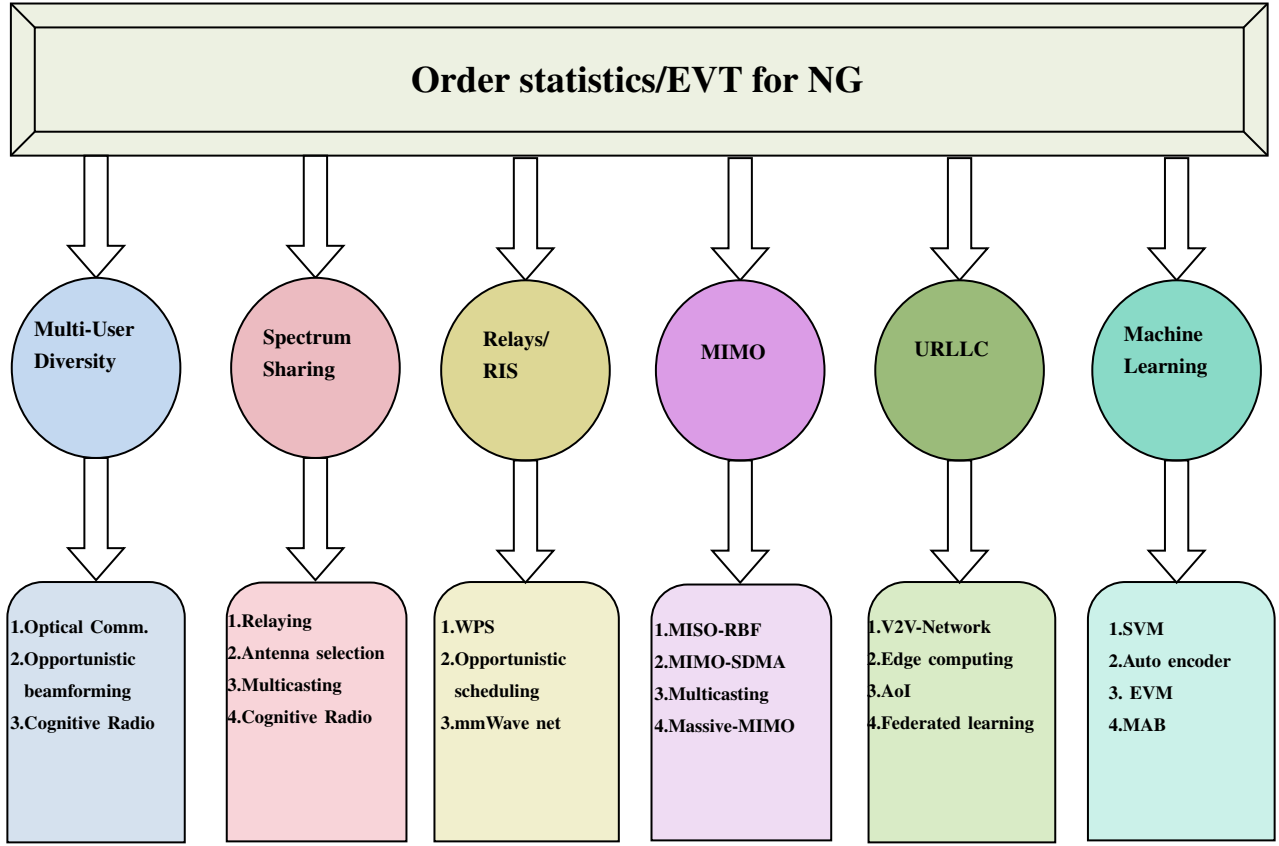 Order statistics/EVT for NG
Multi-User
Diversity
Spectrum
Sharing
Relays/
RIS
MIMO
URLLC
Machine
Learning
1.Optical Comm.
2.Opportunistic
beamforming
3.Cognitive Radio
1.Relaying
2.Antenna selection
3.Multicasting
4.Cognitive Radio
1.WPS
2.Opportunistic
scheduling
3.mmWave net
1.MISO-RBF
2.MIMO-SDMA
3.Multicasting
4.Massive-MIMO
1.V2V-Network
2.Edge computing
3.AoI
4.Federated learning
1.SVM
2.Auto encoder
3. EVM
4.MAB